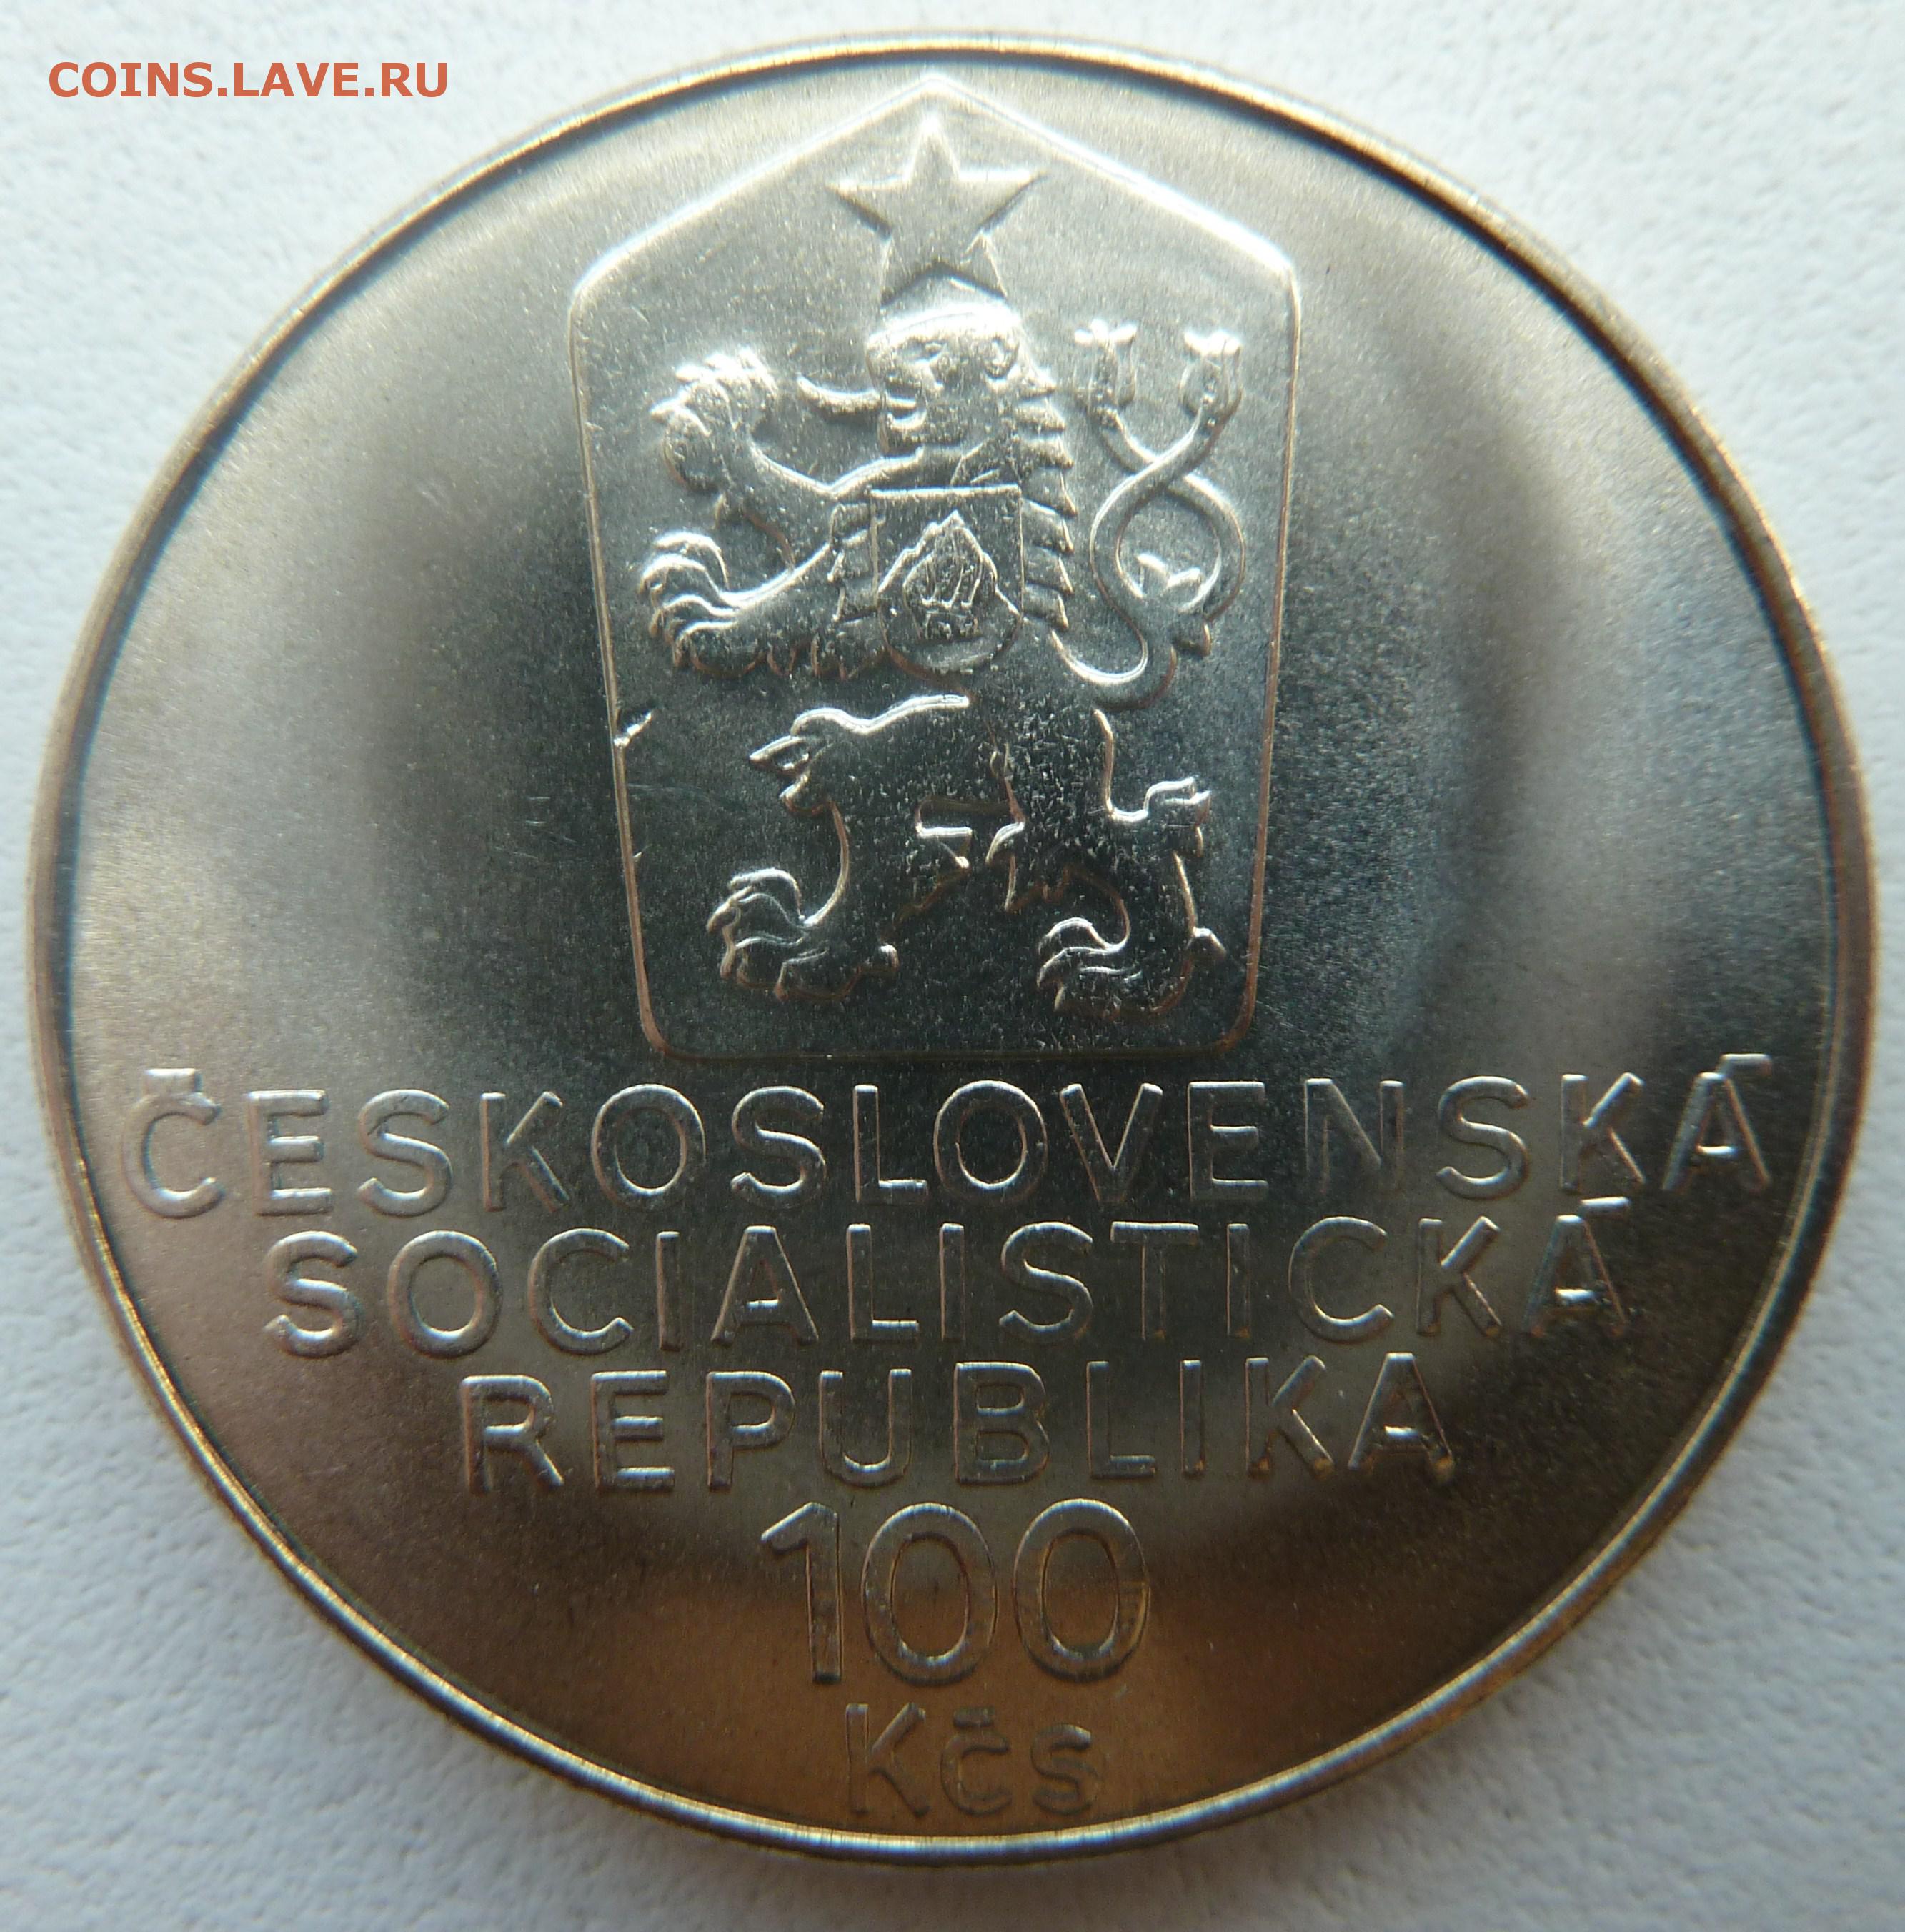 COINS.LAVE.RU
ČESKOSLOVENSKÁ
SOCIALISTICKÁ
REPUBLIKA
100
Kčs